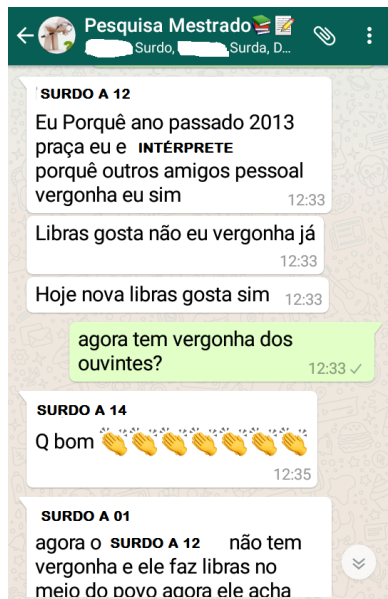 Pesquisa Mestrado📚📝
Surdo, Surda, D...
SURDO A 12
Eu Porquê ano passado 2013
praça eu e INTÉRPRETE
porquê outros amigos pessoal
vergonha eu sim
12:33
Libras gosta não eu vergonha já
12:33
Hoje nova libras gosta sim 12:33
agora tem vergonha dos
ouvintes?
12:33
SURDO A 14
Q bom 👏👏👏👏👏👏👏
12:35
SURDO A 01
agora o SURDO A 12 não tem
vergonha e ele faz libras no
meio do povo agora ele acha